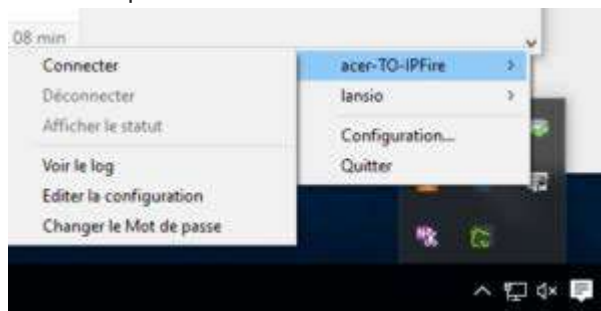 08 min
Connecter
Déconnecter
Afficher le statut
Voir le log
Editer la configuration
Changer le Mot de passe
acer-TO-IPFire
lansio
Configuration...
Quitter